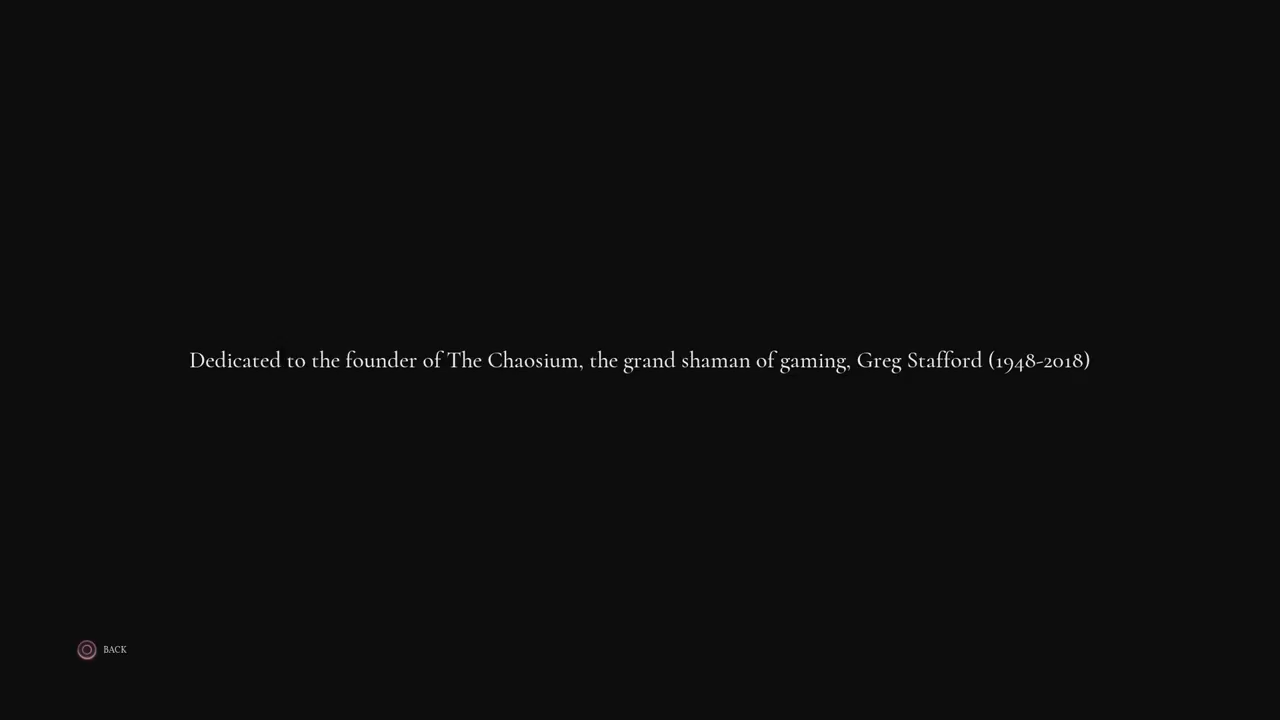 Dedicated to the founder of The Chaosium, the grand shaman of gaming, Greg Stafford (1948-2018)
BACK